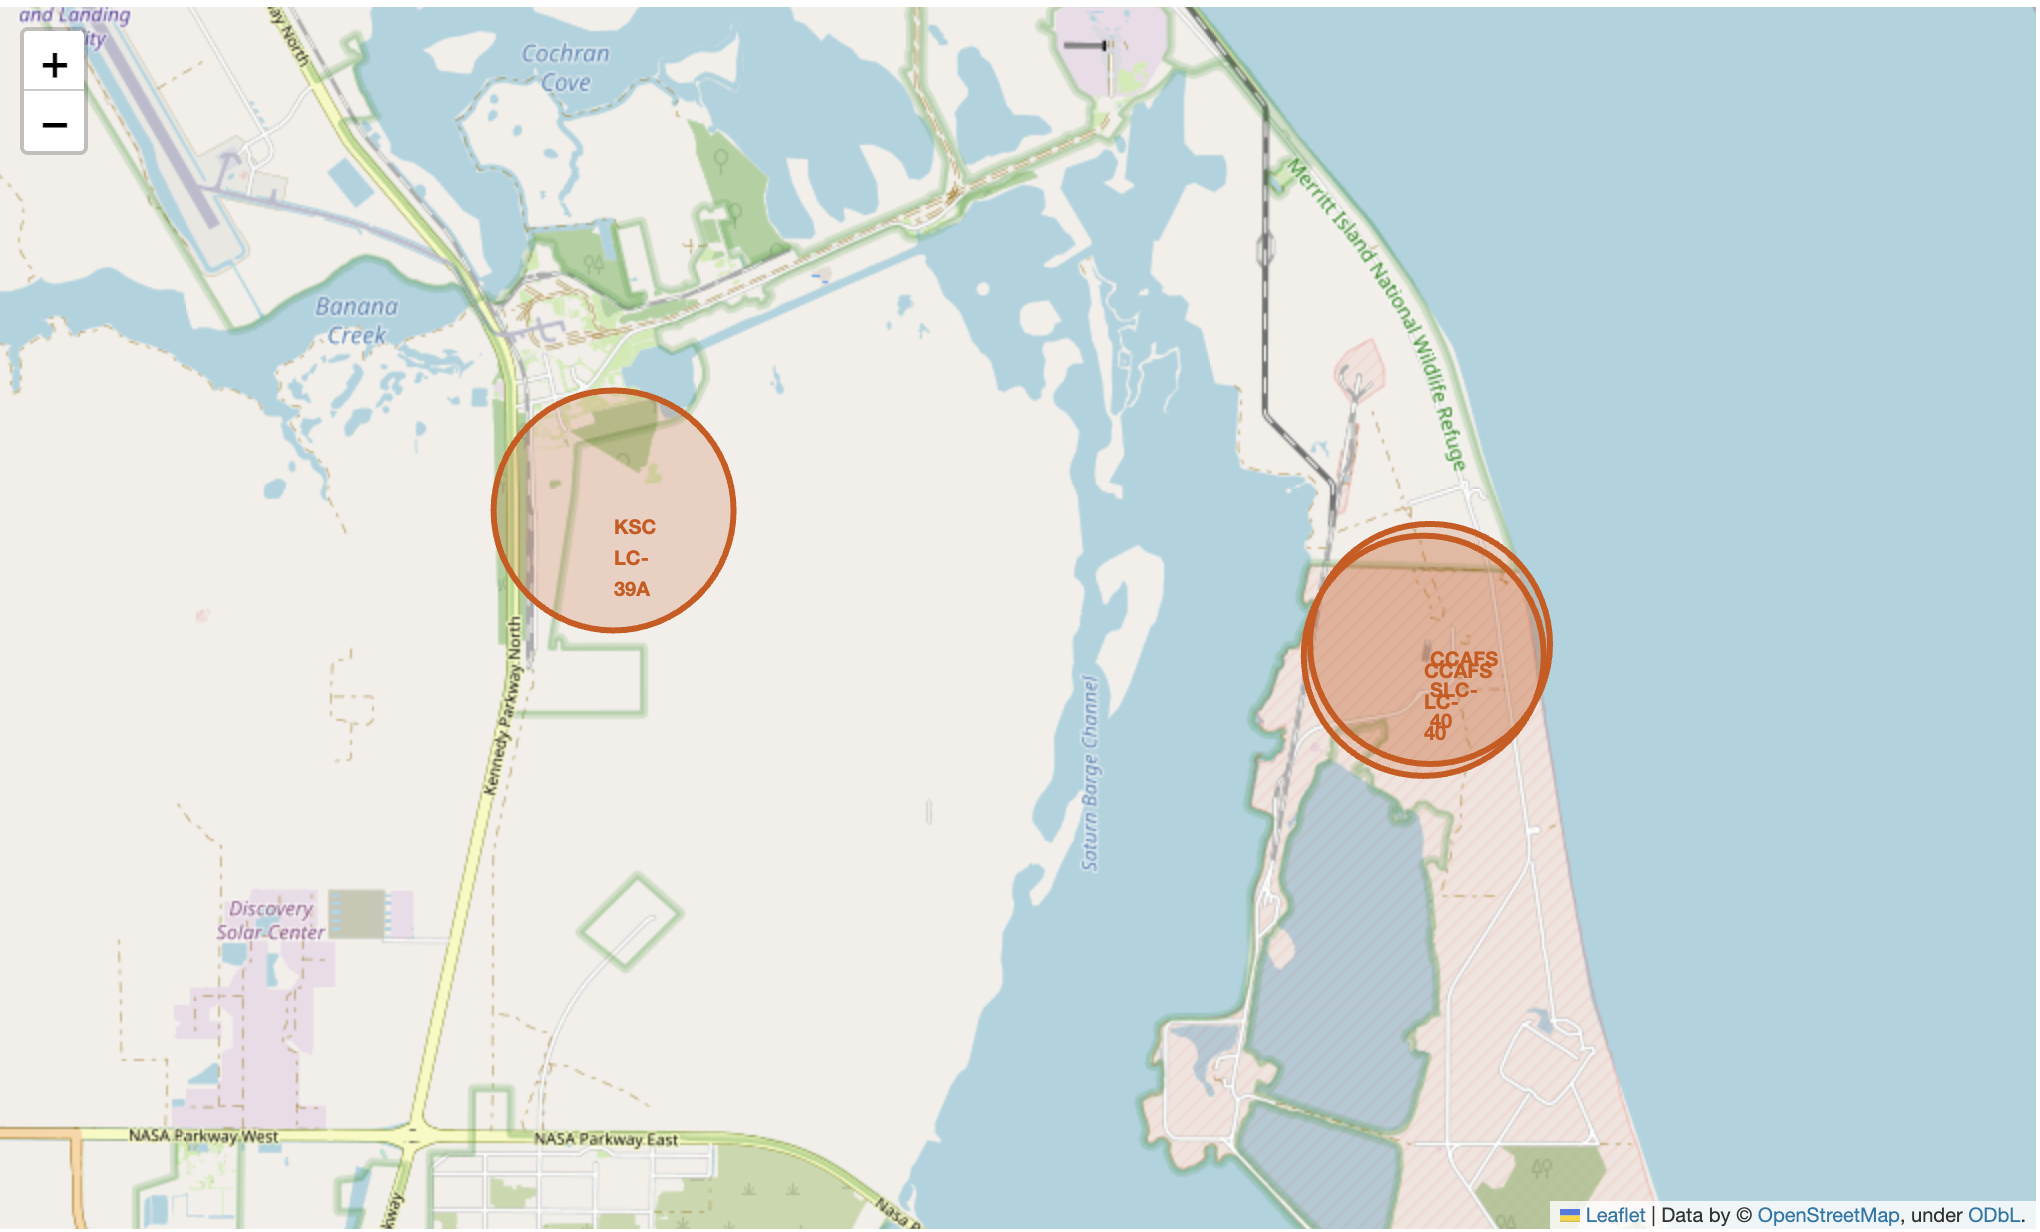 and Landing
ity
ay North
+
−
Cochran
Cove
Merritt Island National Wildlife Refuge
Banana
Creek
KSC
LC-
39A
Kennedy Parkway North
CCAFS
SLC-
40
CCAFS
LC-
40
Saturn Barge Channel
Discovery
Solar Center
NASA Parkway West
NASA Parkway East
kway
Nasa P
Leaflet | Data by © OpenStreetMap, under ODbL.